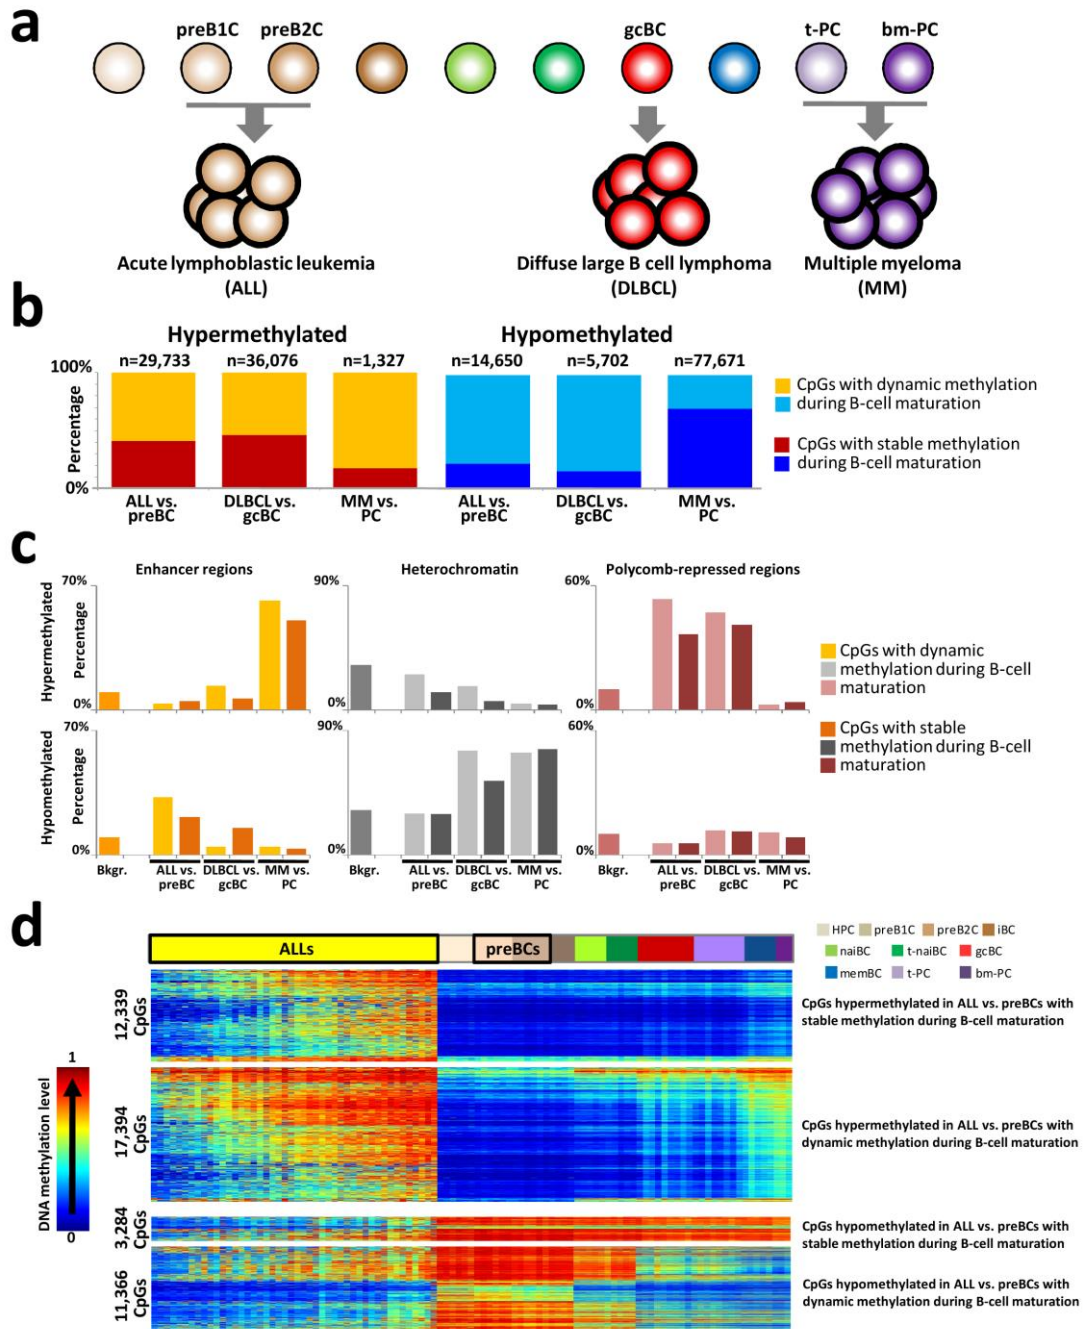 a
preB1C preB2C gcBC t-PC bm-PC
Acute lymphoblastic leukemia
(ALL)
Diffuse large B cell lymphoma
(DLBCL)
Multiple myeloma
(MM)
b
Hypermethylated Hypomethylated
n=29,733 n=36,076 n=1,327 n=14,650 n=5,702 n=77,671
100%
Percentage
0%
ALL vs.
preBC
DLBCL vs.
gcBC
MM vs.
PC
ALL vs.
preBC
DLBCL vs.
gcBC
MM vs.
PC
CpGs with dynamic methylation
during B-cell maturation
CpGs with stable methylation
during B-cell maturation
c
Enhancer regions Heterochromatin Polycomb-repressed regions
Hypermethylated
Percentage
70%
0%
90%
0%
60%
0%
Hypomethylated
Percentage
70%
0%
90%
0%
60%
0%
Bkgr.
ALL vs.
preBC
DLBCL vs.
gcBC
MM vs.
PC
Bkgr.
ALL vs.
preBC
DLBCL vs.
gcBC
MM vs.
PC
Bkgr.
ALL vs.
preBC
DLBCL vs.
gcBC
MM vs.
PC
CpGs with dynamic
methylation during B-cell
maturation
CpGs with stable
methylation during B-cell
maturation
d
ALLs preBCs
HPC preB1C preB2C iBC
naiBC t-naiBC gcBC
memBC t-PC bm-PC
DNA methylation level
1
0
12,339
CpGs
CpGs hypermethylated in ALL vs. preBCs with
stable methylation during B-cell maturation
17,394
CpGs
CpGs hypermethylated in ALL vs. preBCs with
dynamic methylation during B-cell maturation
3,284
CpGs
CpGs hypomethylated in ALL vs. preBCs with
stable methylation during B-cell maturation
11,366
CpGs
CpGs hypomethylated in ALL vs. preBCs with
dynamic methylation during B-cell maturation